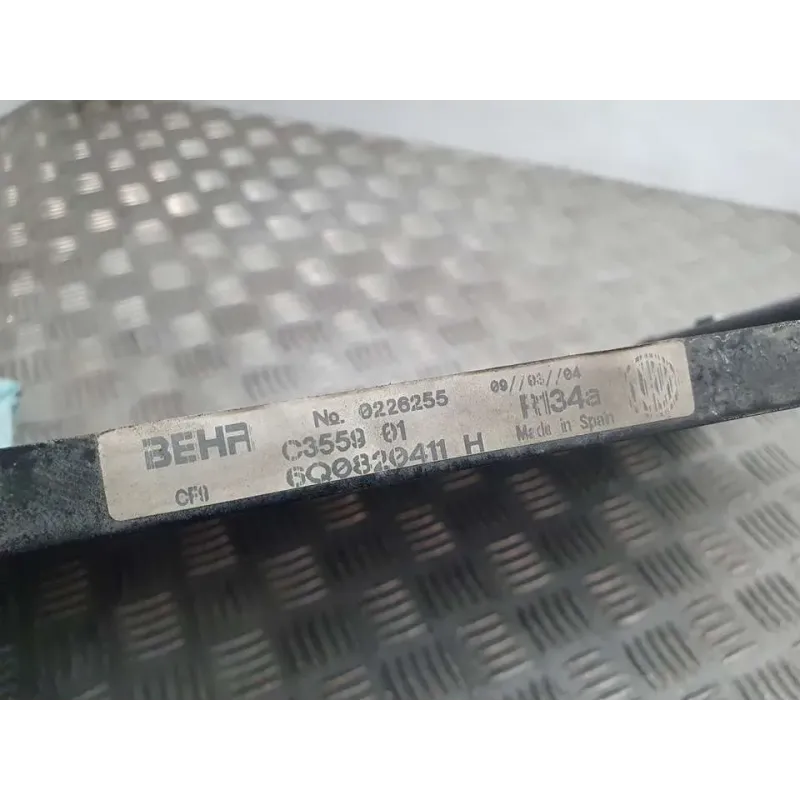 BEHR
No. 0226255
C3559 01
6Q0820411 H
CF0
09//03//04
R134a
Made in Spain